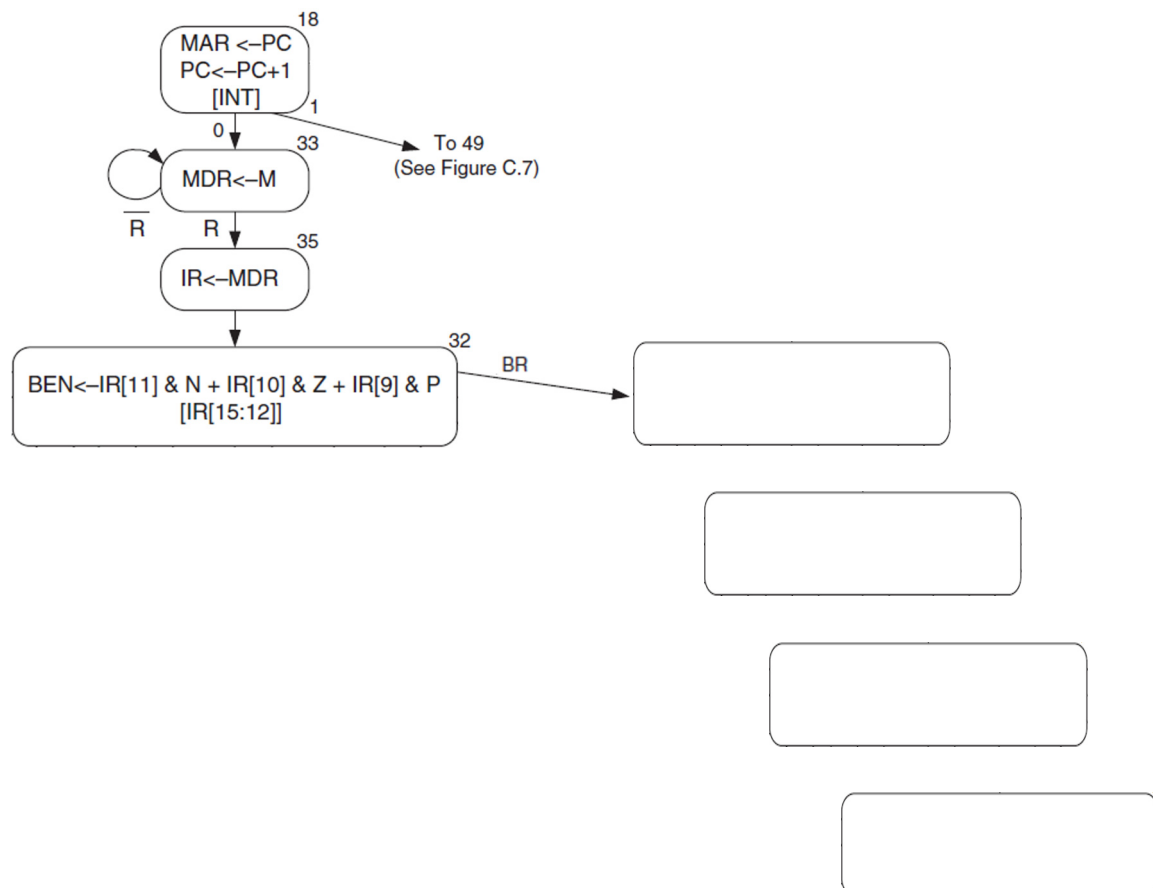 18
MAR <–PC
PC<–PC+1
[INT]
1
0
To 49
(See Figure C.7)
33
MDR<–M
R̅
R
35
IR<–MDR
32
BR
BEN<–IR[11] & N + IR[10] & Z + IR[9] & P
[IR[15:12]]